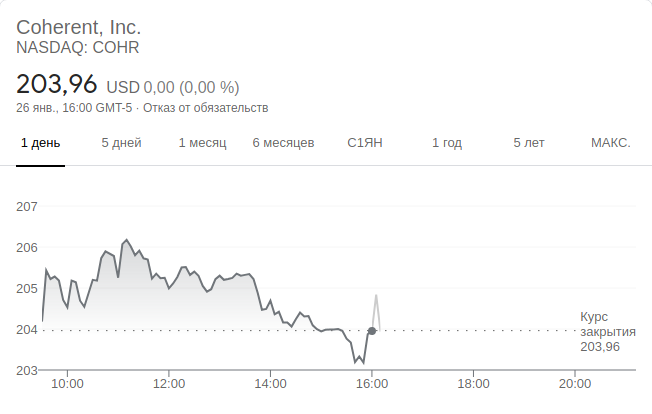 Coherent, Inc.
NASDAQ: COHR
203,96 USD 0,00 (0,00 %)
26 янв., 16:00 GMT-5 · Отказ от обязательств
1 день 5 дней 1 месяц 6 месяцев С1ЯН 1 год 5 лет МАКС.
207
206
205
204
203
Курс
закрытия
203,96
10:00 12:00 14:00 16:00 18:00 20:00